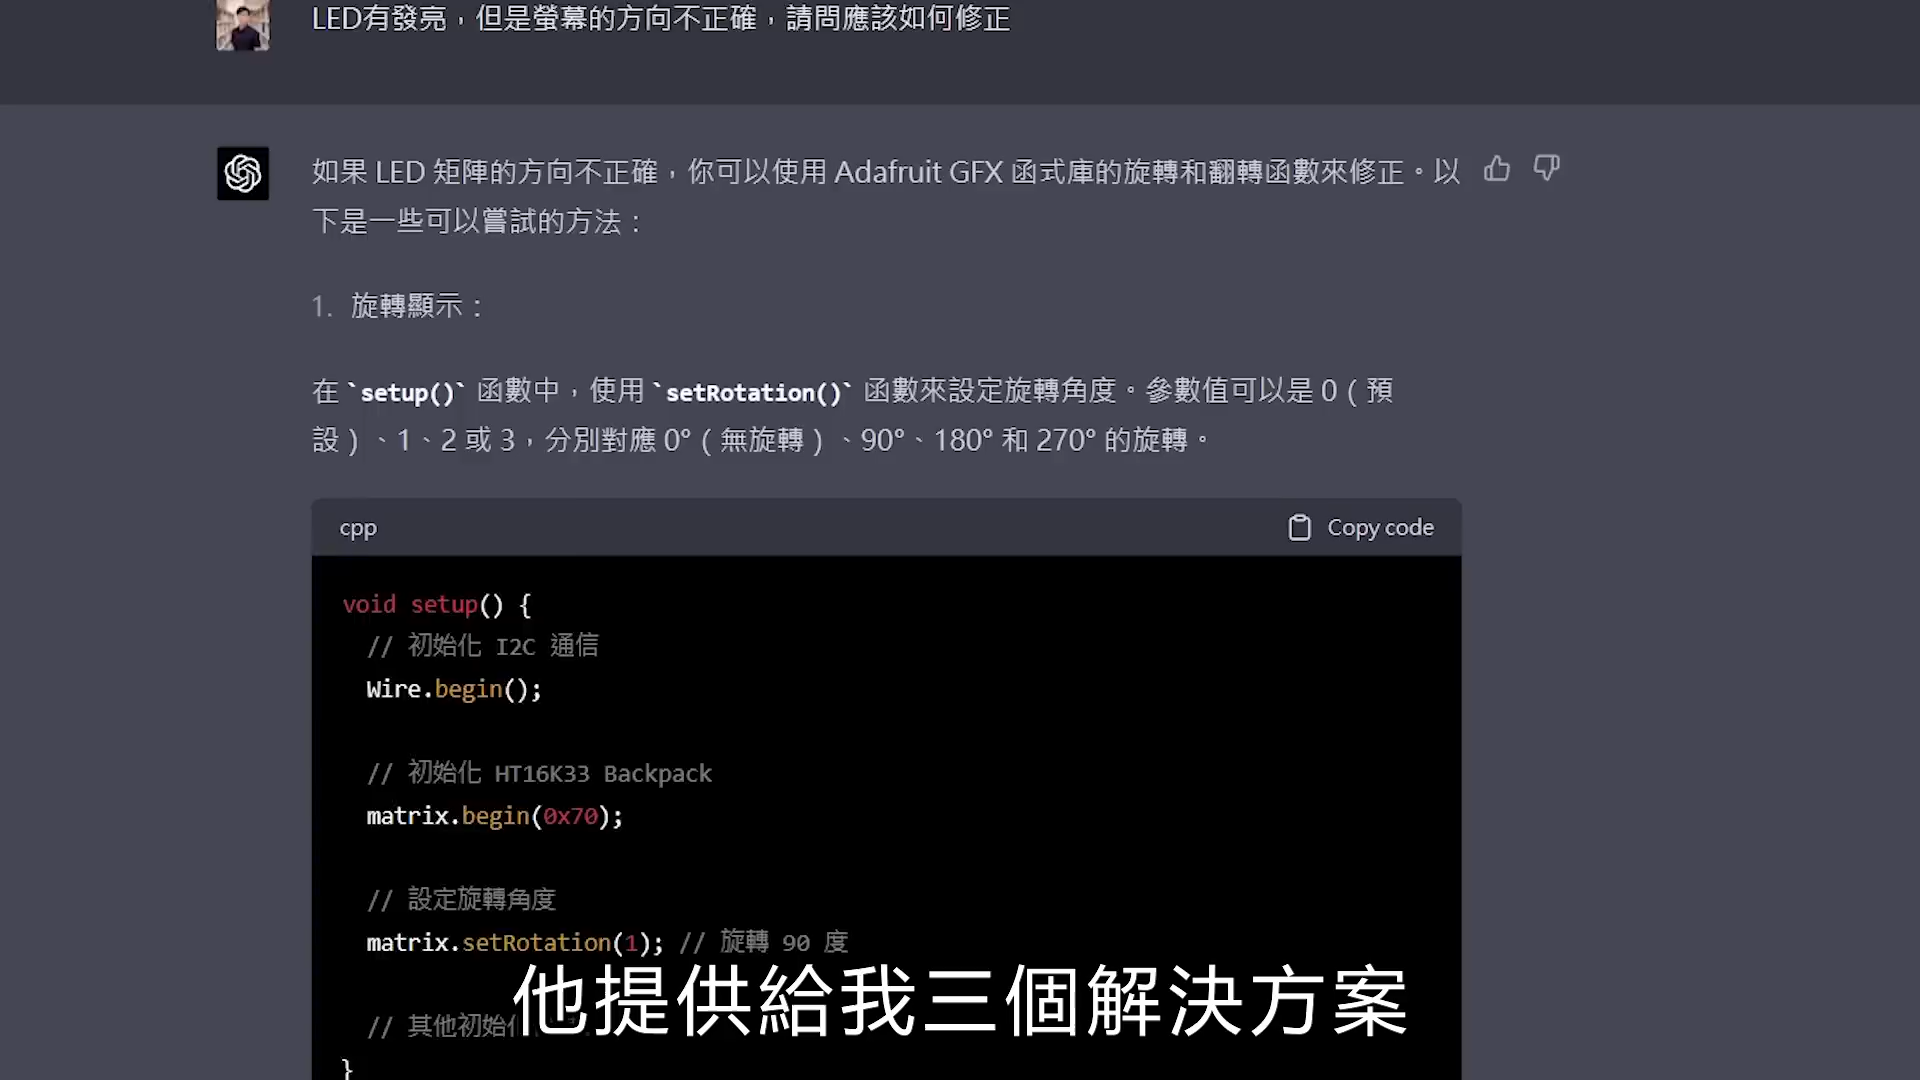 LED有發亮，但是螢幕的方向不正確，請問應該如何修正
如果 LED 矩陣的方向不正確，你可以使用 Adafruit GFX 函式庫的旋轉和翻轉函數來修正。以
下是一些可以嘗試的方法：
1. 旋轉顯示：
在 `setup()` 函數中，使用 `setRotation()` 函數來設定旋轉角度。參數值可以是 0（預
設）、1、2 或 3，分別對應 0°（無旋轉）、90°、180° 和 270° 的旋轉。
cpp
Copy code
void setup() {
// 初始化 I2C 通信
Wire.begin();
// 初始化 HT16K33 Backpack
matrix.begin(0x70);
// 設定旋轉角度
matrix.setRotation(1); // 旋轉 90 度
// 其他初始化
他提供給我三個解決方案
}